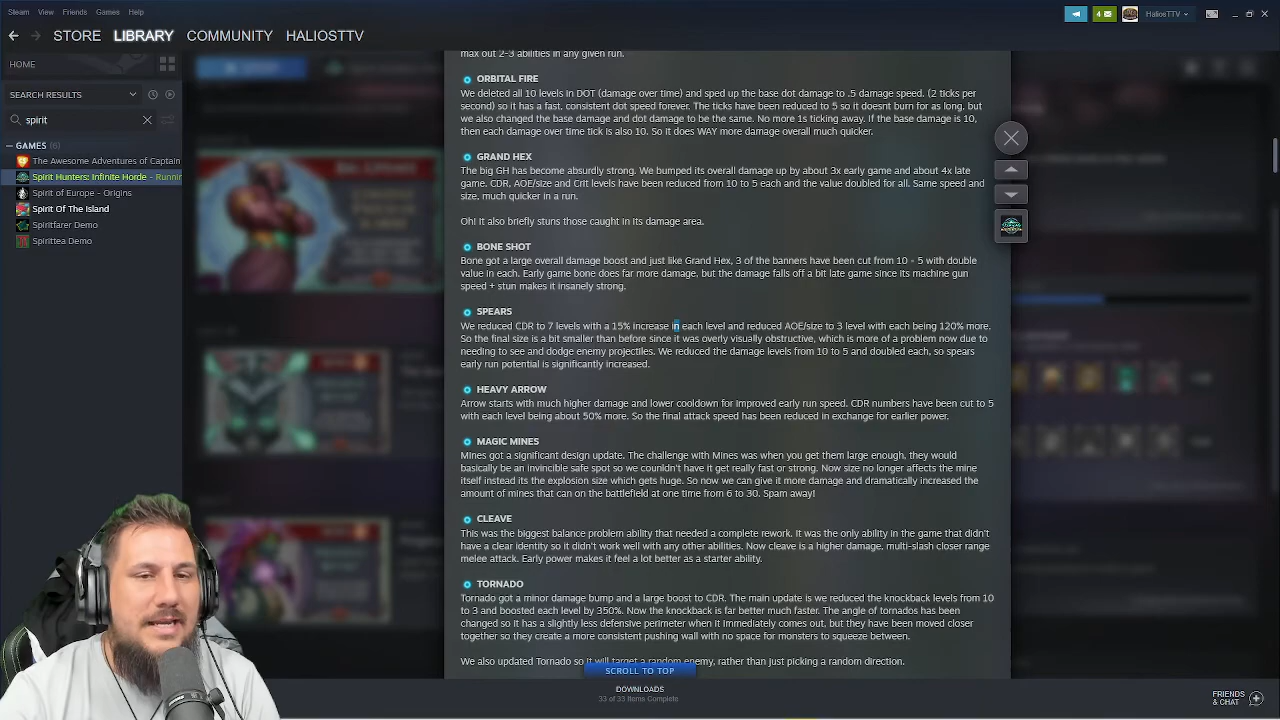 Steam View Friends Games Help
4
HaliosTTV
STORE LIBRARY COMMUNITY HALIOSTTV
HOME
SEARCH RESULTS
spirit
GAMES (6)
The Awesome Adventures of Captain
Spirit Hunters: Infinite Horde - Runnin
Spirit of Europe - Origins
Spirit Of The Island
Spiritfarer Demo
Spirittea Demo
max out 2-3 abilities in any given run.
ORBITAL FIRE
We deleted all 10 levels in DOT (damage over time) and sped up the base dot damage to .5 damage speed. (2 ticks per
second) so it has a fast, consistent dot speed forever. The ticks have been reduced to 5 so it doesnt burn for as long, but
we also changed the base damage and dot damage to be the same. No more 1s ticking away. If the base damage is 10,
then each damage over time tick is also 10. So it does WAY more damage overall much quicker.
GRAND HEX
The big GH has become absurdly strong. We bumped its overall damage up by about 3x early game and about 4x late
game. CDR, AOE/size and Crit levels have been reduced from 10 to 5 each and the value doubled for all. Same speed and
size, much quicker in a run.
Oh! It also briefly stuns those caught in its damage area.
BONE SHOT
Bone got a large overall damage boost and just like Grand Hex, 3 of the banners have been cut from 10 - 5 with double
value in each. Early game bone does far more damage, but the damage falls off a bit late game since its machine gun
speed + stun makes it insanely strong.
SPEARS
We reduced CDR to 7 levels with a 15% increase in each level and reduced AOE/size to 3 level with each being 120% more.
So the final size is a bit smaller than before since it was overly visually obstructive, which is more of a problem now due to
needing to see and dodge enemy projectiles. We reduced the damage levels from 10 to 5 and doubled each, so spears
early run potential is significantly increased.
HEAVY ARROW
Arrow starts with much higher damage and lower cooldown for improved early run speed. CDR numbers have been cut to 5
with each level being about 50% more. So the final attack speed has been reduced in exchange for earlier power.
MAGIC MINES
Mines got a significant design update. The challenge with Mines was when you get them large enough, they would
basically be an invincible safe spot so we couldn't have it get really fast or strong. Now size no longer affects the mine
itself instead its the explosion size which gets huge. So now we can give it more damage and dramatically increased the
amount of mines that can on the battlefield at one time from 6 to 30. Spam away!
CLEAVE
This was the biggest balance problem ability that needed a complete rework. It was the only ability in the game that didn't
have a clear identity so it didn't work well with any other abilities. Now cleave is a higher damage, multi-slash closer range
melee attack. Early power makes it feel a lot better as a starter ability.
TORNADO
Tornado got a minor damage bump and a large boost to CDR. The main update is we reduced the knockback levels from 10
to 3 and boosted each level by 350%. Now the knockback is far better much faster. The angle of tornados has been
changed so it has a slightly less defensive perimeter when it immediately comes out, but they have been moved closer
together so they create a more consistent pushing wall with no space for monsters to squeeze between.
We also updated Tornado so it will target a random enemy, rather than just picking a random direction.
SCROLL TO TOP
DOWNLOADS
33 of 33 Items Complete
FRIENDS
& CHAT